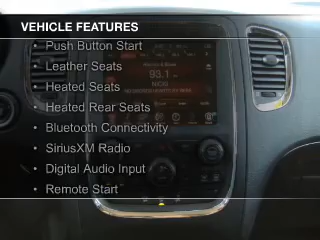 VEHICLE FEATURES
• Push Button Start
• Leather Seats
• Heated Seats
• Heated Rear Seats
• Bluetooth Connectivity
• SiriusXM Radio
• Digital Audio Input
• Remote Start
93.1